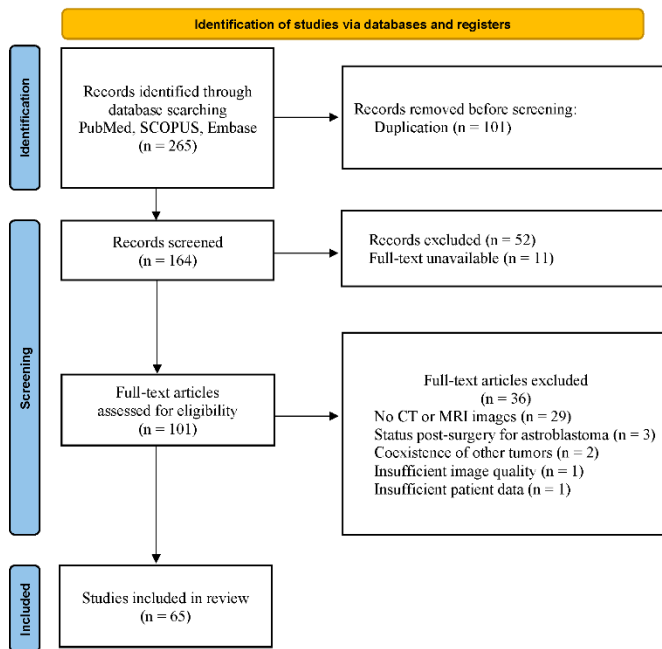 Identification of studies via databases and registers
Identification
Records identified through
database searching
PubMed, SCOPUS, Embase
(n = 265)
Records removed before screening:
Duplication (n = 101)
Screening
Records screened
(n = 164)
Records excluded (n = 52)
Full-text unavailable (n = 11)
Full-text articles
assessed for eligibility
(n = 101)
Full-text articles excluded
(n = 36)
No CT or MRI images (n = 29)
Status post-surgery for astroblastoma (n = 3)
Coexistence of other tumors (n = 2)
Insufficient image quality (n = 1)
Insufficient patient data (n = 1)
Included
Studies included in review
(n = 65)